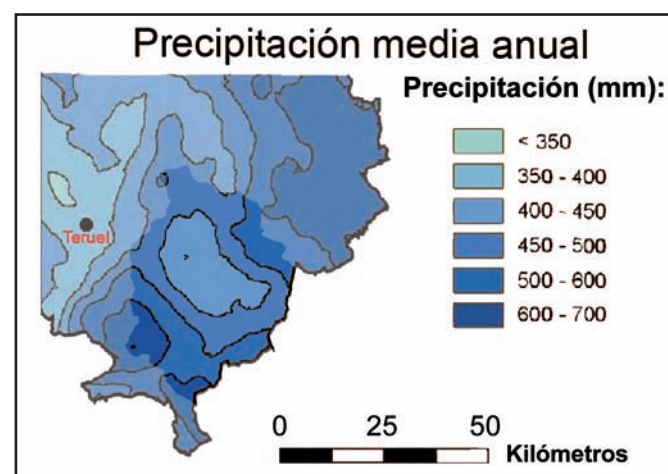 Precipitación media anual
Precipitación (mm):
< 350
350 - 400
400 - 450
450 - 500
500 - 600
600 - 700
Teruel
0 25 50
Kilómetros